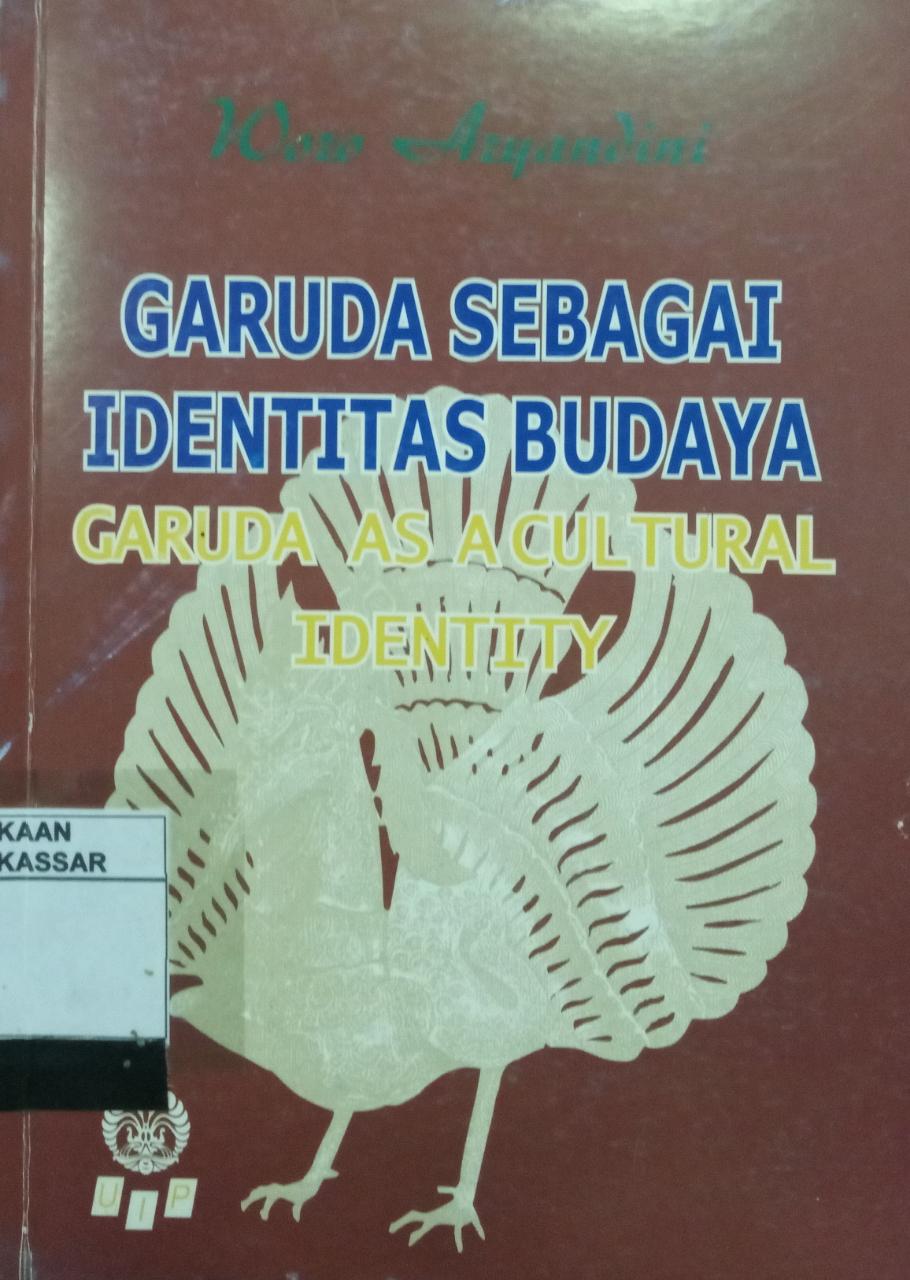 Woro Aryandini
GARUDA SEBAGAI
IDENTITAS BUDAYA
GARUDA AS A CULTURAL
IDENTITY
KAAN
KASSAR
UIP